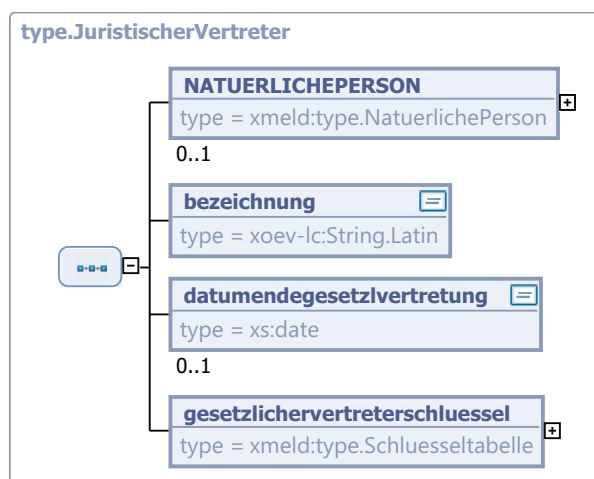 type.JuristischerVertreter
NATUERLICHEPERSON
type = xmeld:type.NatuerlichePerson
0..1
bezeichnung
type = xoev-lc:String.Latin
datumendegesetzlvertretung
type = xs:date
0..1
gesetzlichervertreterschluessel
type = xmeld:type.Schluesseltabelle